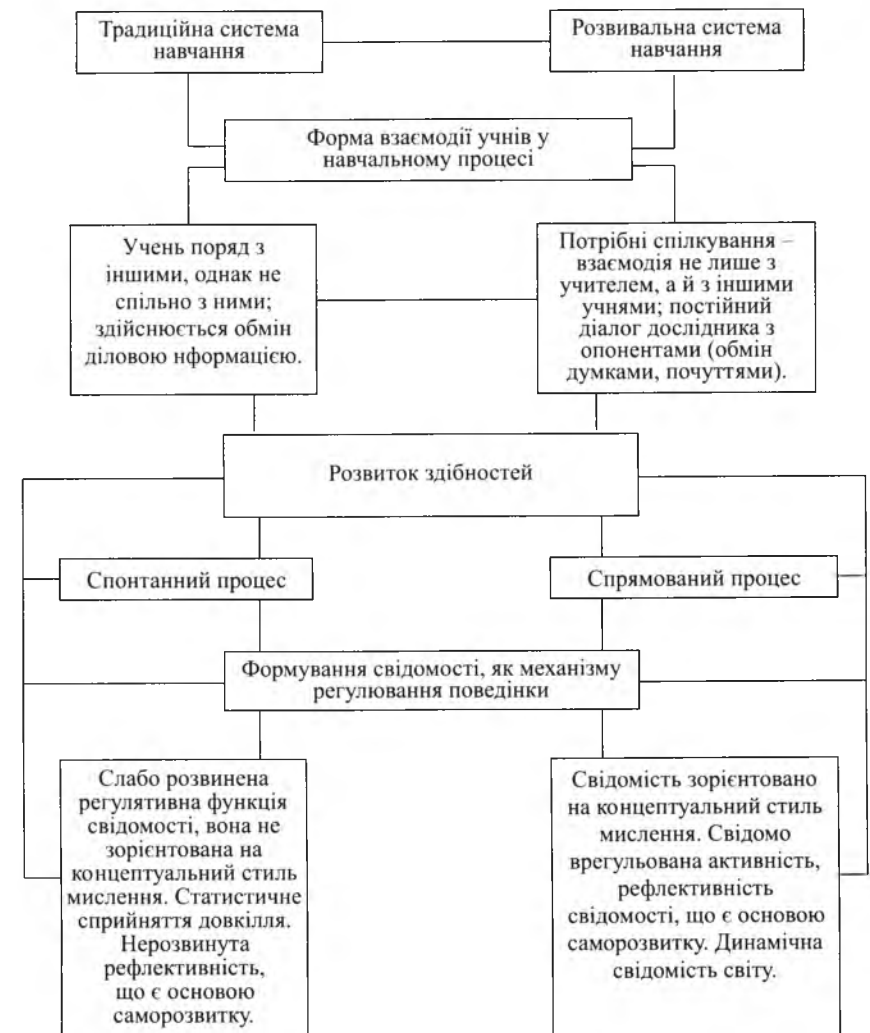 Традиційна система
навчання
Розвивальна система
навчання
Форма взаємодії учнів у
навчальному процесі
Учень поряд з
іншими, однак не
спільно з ними;
здійснюється обмін
діловою нформацією.
Потрібні спілкування –
взаємодія не лише з
учителем, а й з іншими
учнями; постійний
діалог дослідника з
опонентами (обмін
думками, почуттями).
Розвиток здібностей
Спонтанний процес
Спрямований процес
Формування свідомості, як механізму
регулювання поведінки
Слабо розвинена
регулятивна функція
свідомості, вона не
зорієнтована на
концептуальний стиль
мислення. Статистичне
сприйняття довкілля.
Нерозвинута
рефлективність,
що є основою
саморозвитку.
Свідомість зорієнтовано
на концептуальний стиль
мислення. Свідомо
врегульована активність,
рефлективність
свідомості, що є основою
саморозвитку. Динамічна
свідомість світу.